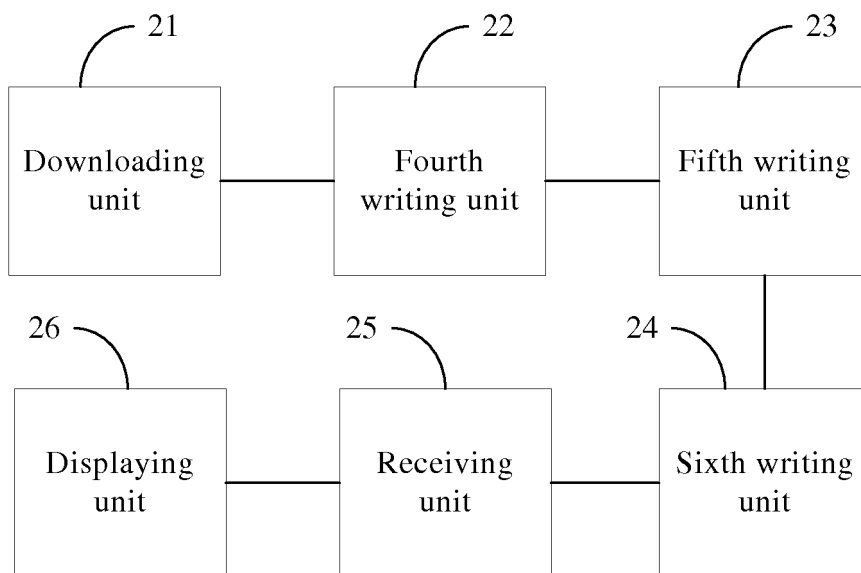 21
22
23
Downloading
unit
Fourth
writing unit
Fifth writing
unit
26
25
24
Displaying
unit
Receiving
unit
Sixth writing
unit